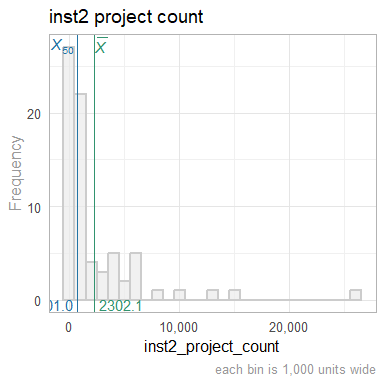 inst2 project count
X50 X̅
20
10
0
01.0 2302.1
0 10,000 20,000
Frequency
inst2_project_count
each bin is 1,000 units wide